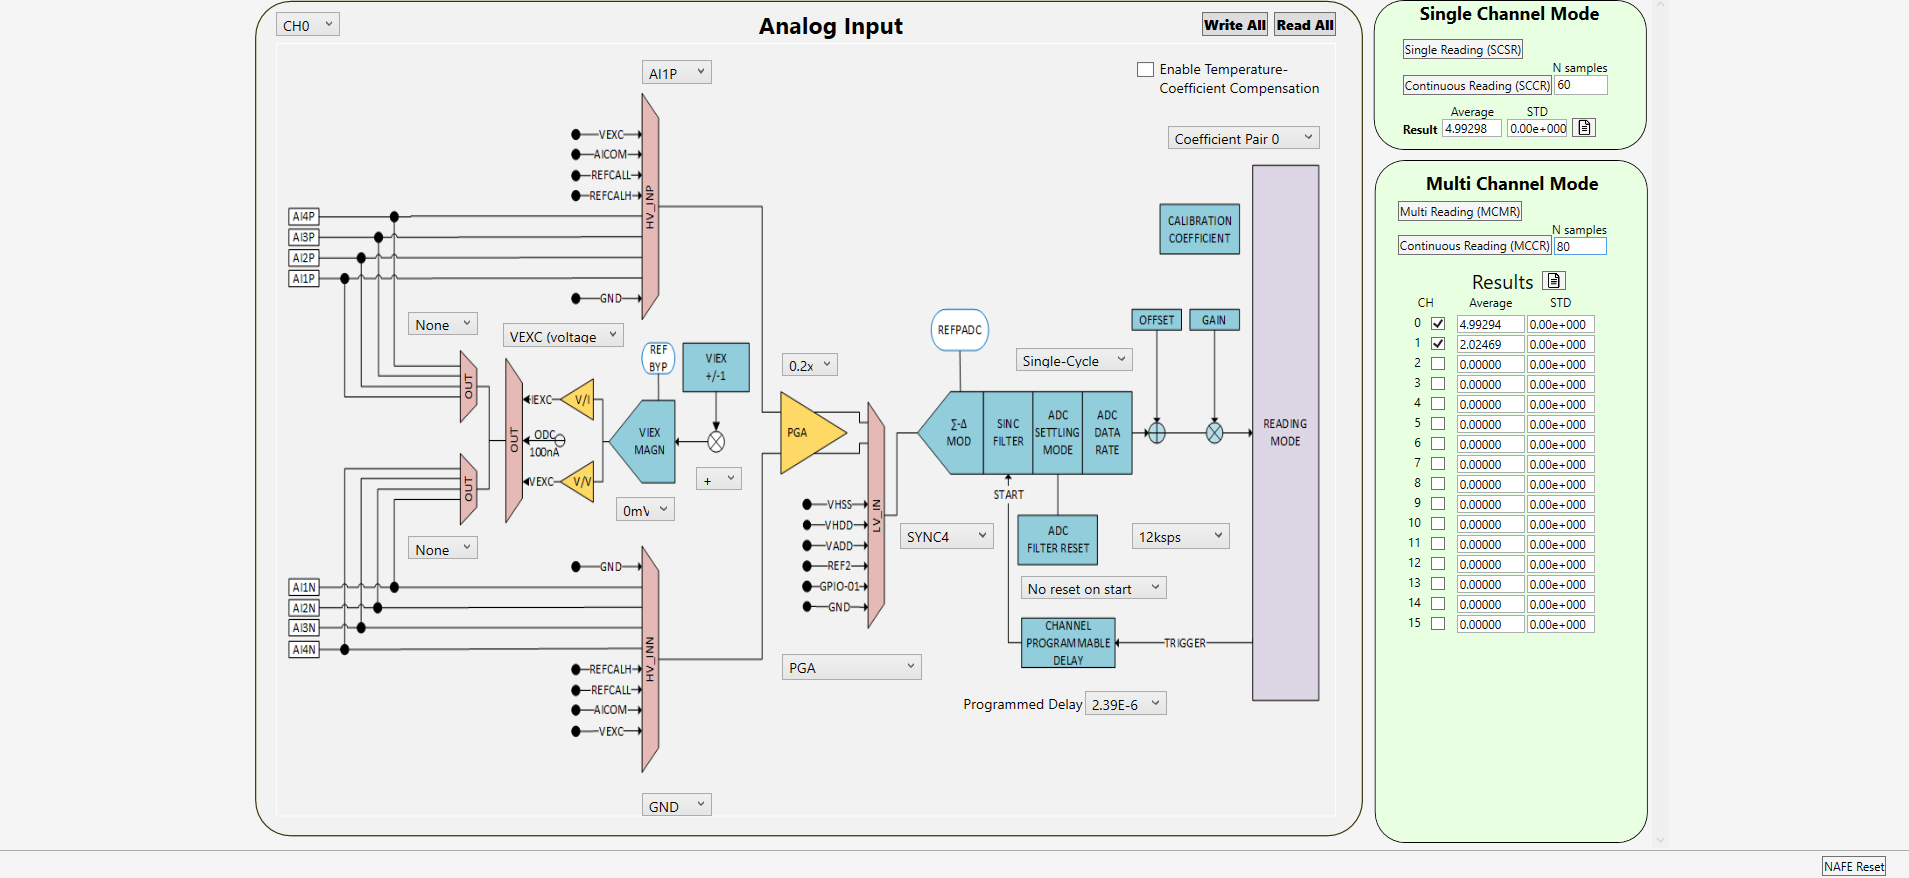 CH0
Analog Input
Write All
Read All
AI1P
Enable Temperature-
Coefficient Compensation
Coefficient Pair 0
VEXC
AICOM
REFCALL
REFCALH
HV_INP
AI4P
AI3P
AI2P
AI1P
GND
CALIBRATION
COEFFICIENT
None
VEXC (voltage
REF
BYP
VIEX
+/-1
0.2x
REFPADC
OFFSET
GAIN
Single-Cycle
OUT
IEXC
V/I
OUT
ODC
100nA
VEXC
V/V
VIEX
MAGN
PGA
∑-Δ
MOD
SINC
FILTER
ADC
SETTLING
MODE
ADC
DATA
RATE
READING
MODE
OUT
+
0mV
START
VHSS
VHDD
VADD
REF2
GPIO-01
GND
LV_IN
SYNC4
ADC
FILTER RESET
12ksps
None
GND
AI1N
AI2N
AI3N
AI4N
HV_INN
REFCALH
REFCALL
AICOM
VEXC
No reset on start
CHANNEL
PROGRAMMABLE
DELAY
TRIGGER
PGA
Programmed Delay 2.39E-6
GND
Single Channel Mode
Single Reading (SCSR)
N samples
Continuous Reading (SCCR) 60
Average STD
Result 4.99298 0.00e+000
Multi Channel Mode
Multi Reading (MCMR)
N samples
Continuous Reading (MCCR) 80
Results
CH Average STD
0 4.99294 0.00e+000
1 2.02469 0.00e+000
2 0.00000 0.00e+000
3 0.00000 0.00e+000
4 0.00000 0.00e+000
5 0.00000 0.00e+000
6 0.00000 0.00e+000
7 0.00000 0.00e+000
8 0.00000 0.00e+000
9 0.00000 0.00e+000
10 0.00000 0.00e+000
11 0.00000 0.00e+000
12 0.00000 0.00e+000
13 0.00000 0.00e+000
14 0.00000 0.00e+000
15 0.00000 0.00e+000
NAFE Reset